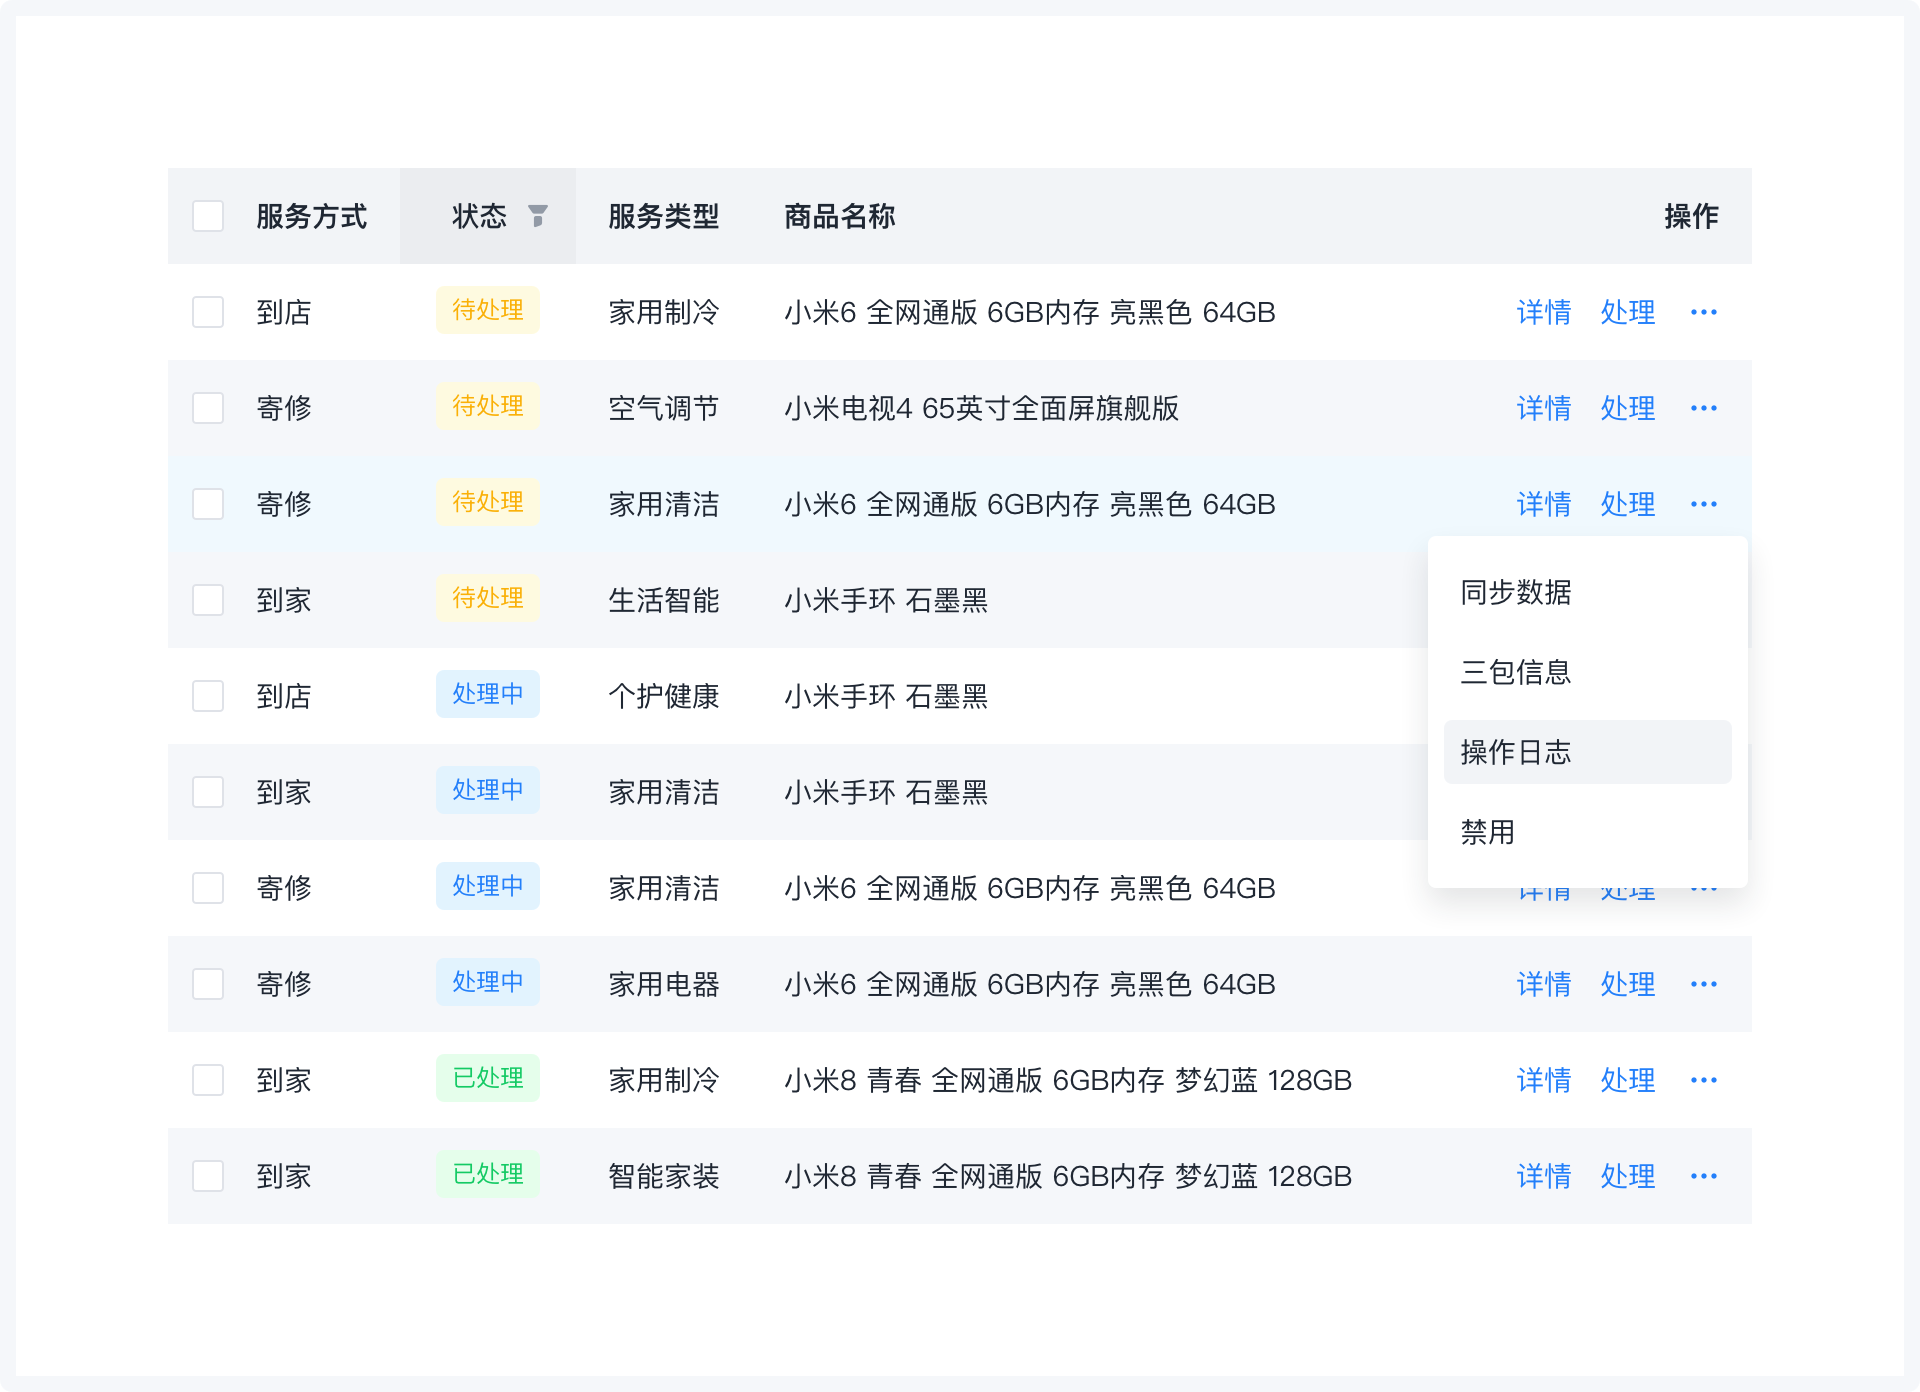 服务方式 状态 服务类型 商品名称 操作
到店 待处理 家用制冷 小米6 全网通版 6GB内存 亮黑色 64GB 详情 处理 ···
寄修 待处理 空气调节 小米电视4 65英寸全面屏旗舰版 详情 处理 ···
寄修 待处理 家用清洁 小米6 全网通版 6GB内存 亮黑色 64GB 详情 处理 ···
同步数据
到家 待处理 生活智能 小米手环 石墨黑
三包信息
到店 处理中 个护健康 小米手环 石墨黑
操作日志
到家 处理中 家用清洁 小米手环 石墨黑
禁用
寄修 处理中 家用清洁 小米6 全网通版 6GB内存 亮黑色 64GB 详情 处理 ···
寄修 处理中 家用电器 小米6 全网通版 6GB内存 亮黑色 64GB 详情 处理 ···
到家 已处理 家用制冷 小米8 青春 全网通版 6GB内存 梦幻蓝 128GB 详情 处理 ···
到家 已处理 智能家装 小米8 青春 全网通版 6GB内存 梦幻蓝 128GB 详情 处理 ···